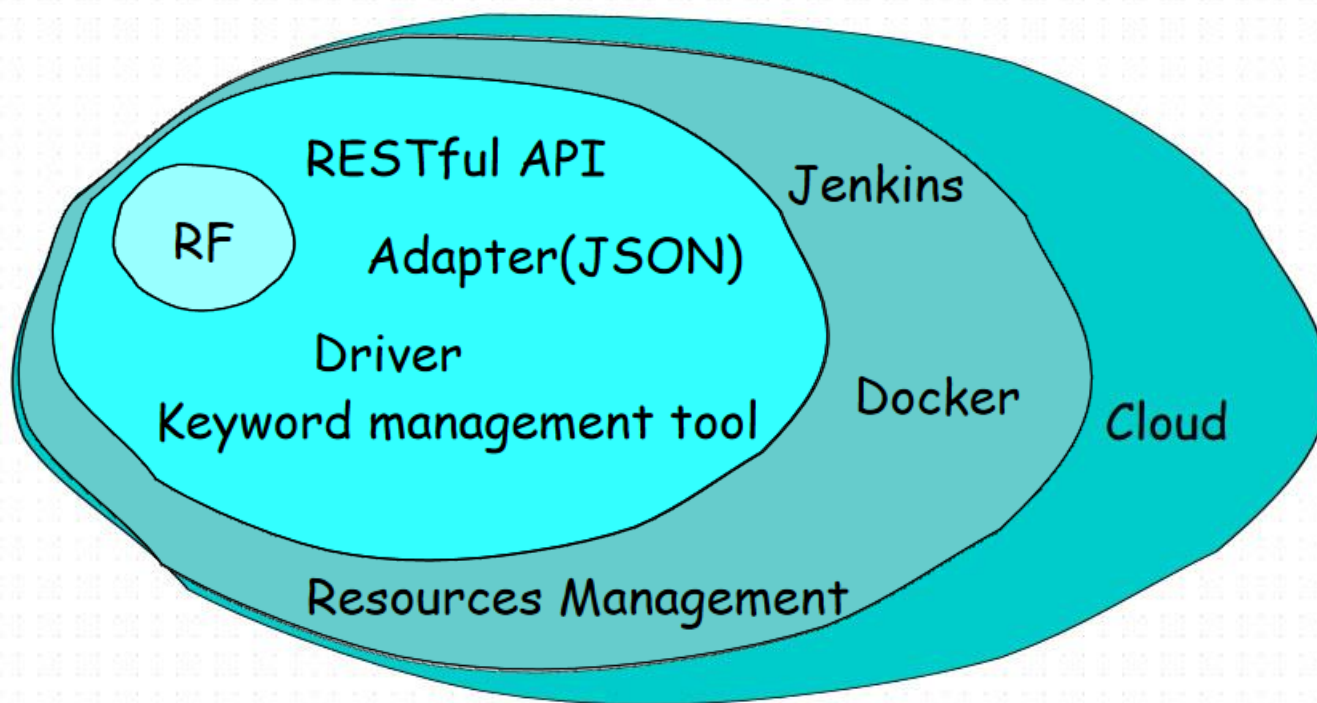 RESTful API
Jenkins
RF
Adapter(JSON)
Driver
Docker
Keyword management tool
Cloud
Resources Management